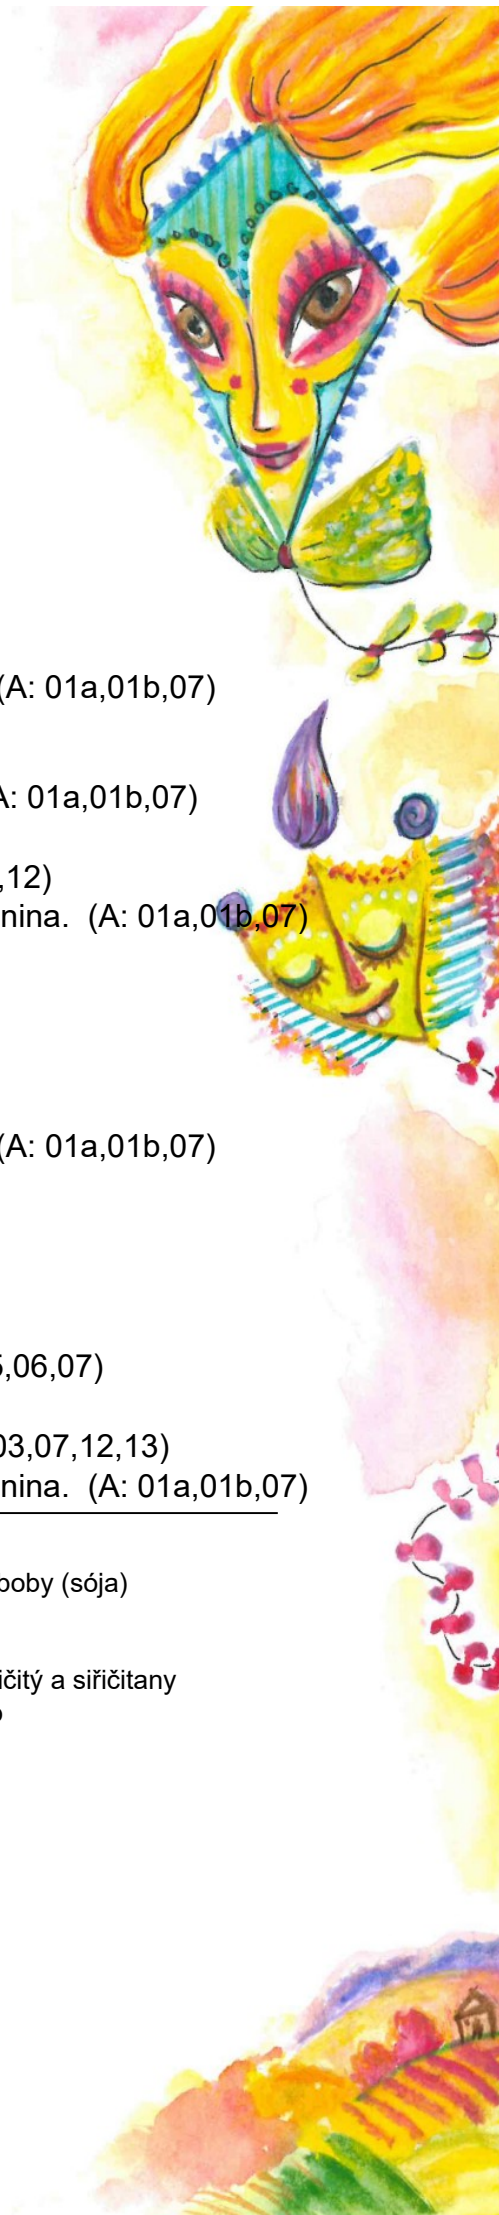 (A: 01a,01b,07)
A: 01a,01b,07)
,12)
nina. (A: 01a,01b,07)
(A: 01a,01b,07)
,06,07)
03,07,12,13)
nina. (A: 01a,01b,07)
boby (sója)
ičitý a siřičitany